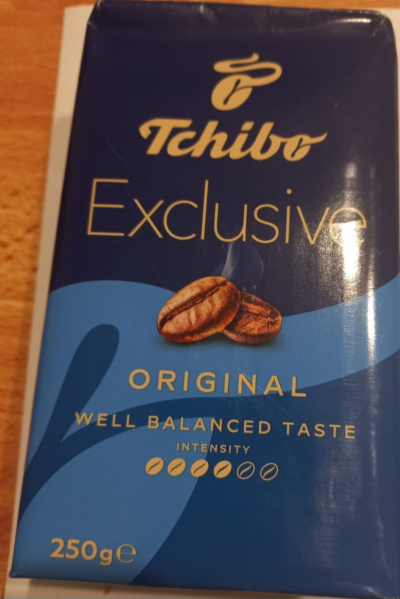 Tchibo
Exclusive
ORIGINAL
WELL BALANCED TASTE
INTENSITY
250g℮